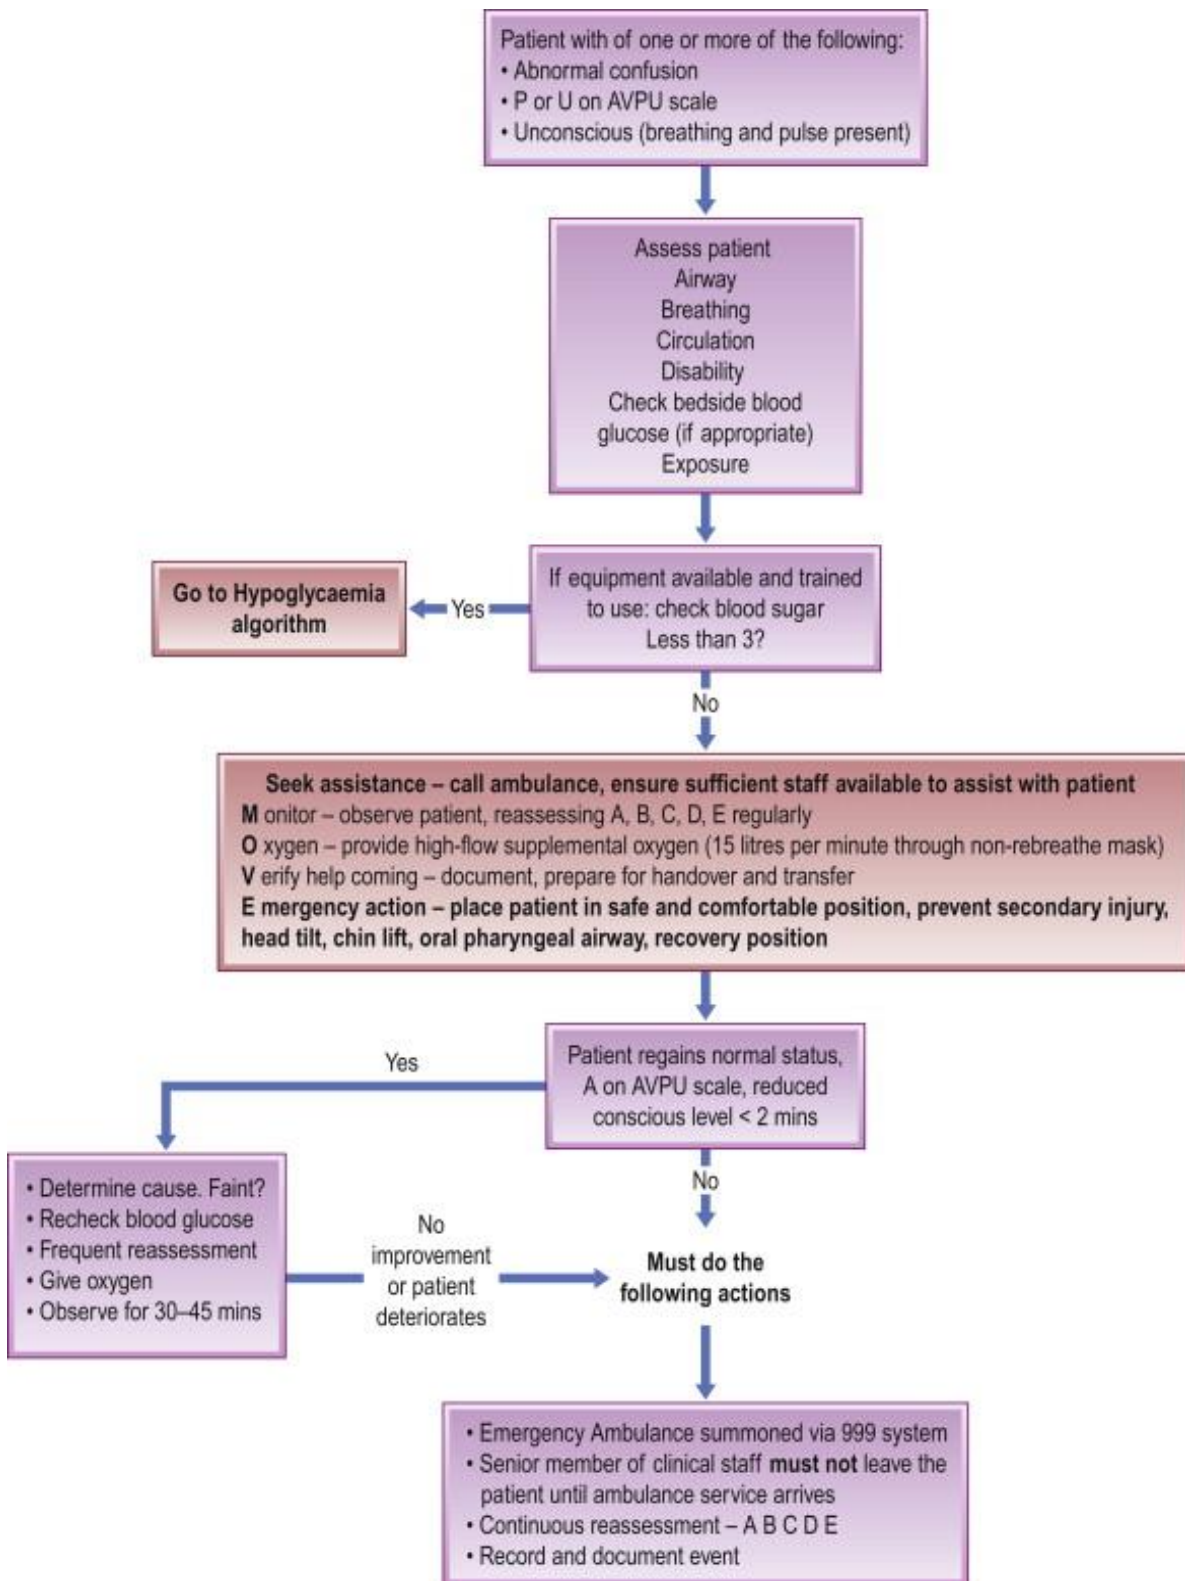 Patient with of one or more of the following:
• Abnormal confusion
• P or U on AVPU scale
• Unconscious (breathing and pulse present)
Assess patient
Airway
Breathing
Circulation
Disability
Check bedside blood
glucose (if appropriate)
Exposure
If equipment available and trained
to use: check blood sugar
Less than 3?
Yes
Go to Hypoglycaemia
algorithm
No
Seek assistance – call ambulance, ensure sufficient staff available to assist with patient
M onitor – observe patient, reassessing A, B, C, D, E regularly
O xygen – provide high-flow supplemental oxygen (15 litres per minute through non-rebreathe mask)
V erify help coming – document, prepare for handover and transfer
E mergency action – place patient in safe and comfortable position, prevent secondary injury,
head tilt, chin lift, oral pharyngeal airway, recovery position
Patient regains normal status,
A on AVPU scale, reduced
conscious level < 2 mins
Yes
• Determine cause. Faint?
• Recheck blood glucose
• Frequent reassessment
• Give oxygen
• Observe for 30–45 mins
No
improvement
or patient
deteriorates
No
Must do the
following actions
• Emergency Ambulance summoned via 999 system
• Senior member of clinical staff must not leave the
patient until ambulance service arrives
• Continuous reassessment – A B C D E
• Record and document event